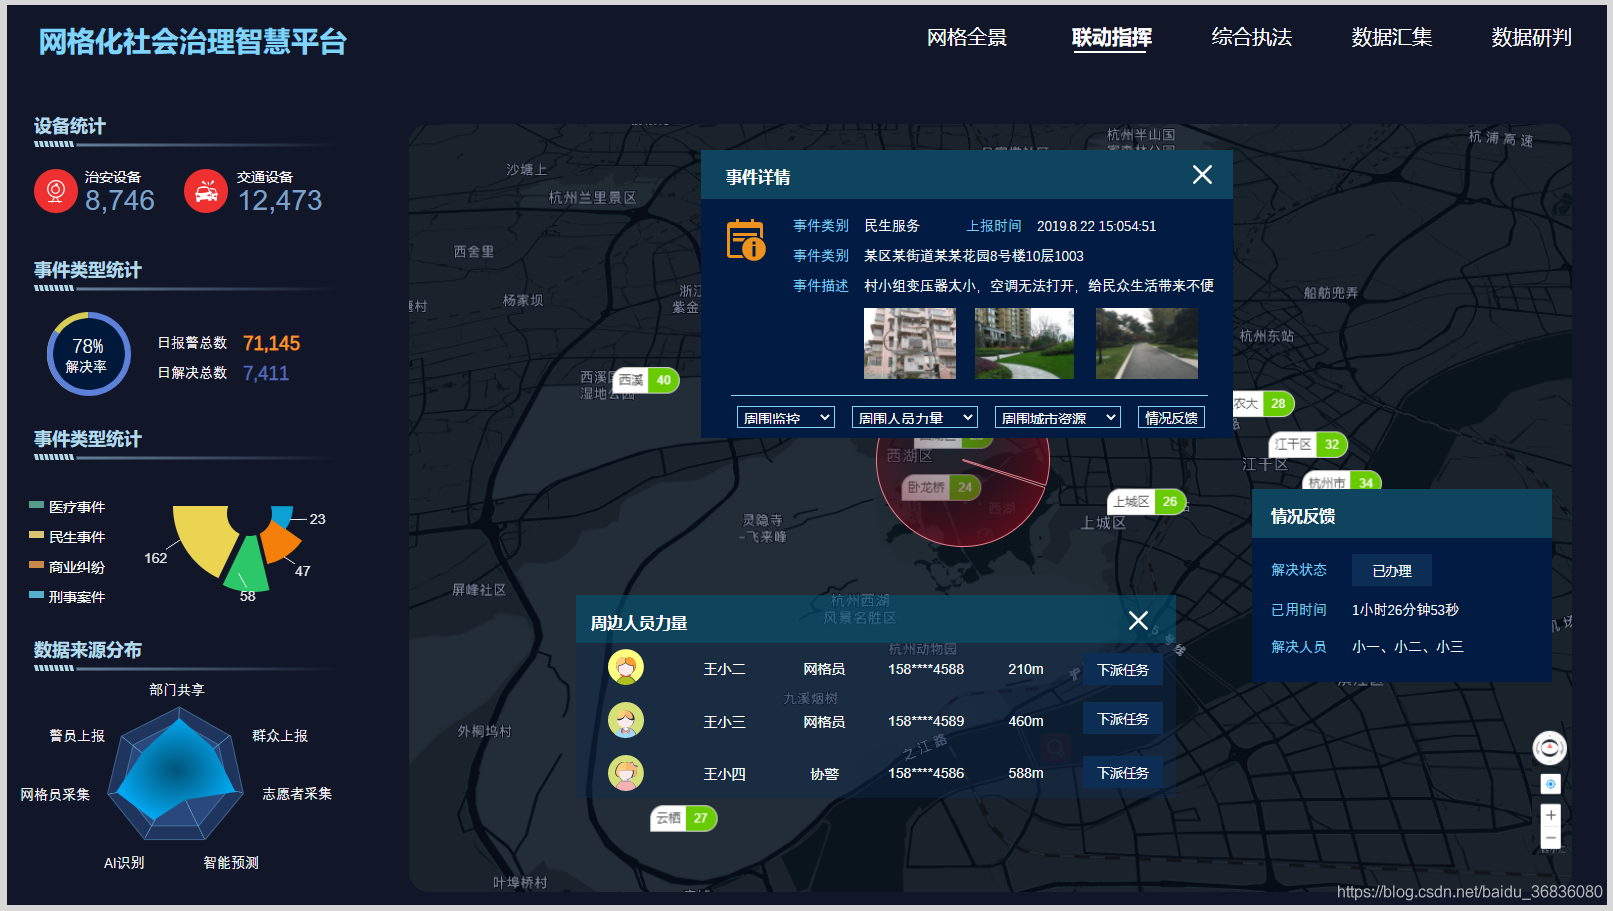 网格化社会治理智慧平台
网格全景
联动指挥
综合执法
数据汇集
数据研判
设备统计
治安设备
8,746
交通设备
12,473
事件类型统计
78%
解决率
日报警总数 71,145
日解决总数 7,411
事件类型统计
医疗事件
民生事件
商业纠纷
刑事案件
162
58
47
23
数据来源分布
部门共享
警员上报
群众上报
网格员采集
志愿者采集
AI识别
智能预测
沙塘上
杭州兰里景区
西舍里
杨家坝
杭州半山国
杭浦高速
船舫兜弄
杭州东站
西溪 40
湿地公园
事件详情
事件类别 民生服务 上报时间 2019.8.22 15:054:51
事件类别 某区某街道某某花园8号楼10层1003
事件描述 村小组变压器太小，空调无法打开，给民众生活带来不便
周围监控
周围人员力量
周围城市资源
情况反馈
农大 28
江干区 32
江干区
杭州市 34
西湖区
卧龙桥 24
西湖
上城区 26
上城区
灵隐寺
-飞来峰
屏峰社区
杭州西湖
风景名胜区
周边人员力量
杭州动物园
王小二 网格员 158****4588 210m 下派任务
九溪烟树
王小三 网格员 158****4589 460m 下派任务
之江路
王小四 协警 158****4586 588m 下派任务
5号线
外桐坞村
云栖 27
叶埠桥村
情况反馈
解决状态 已办理
已用时间 1小时26分钟53秒
解决人员 小一、小二、小三
https://blog.csdn.net/baidu_36836080